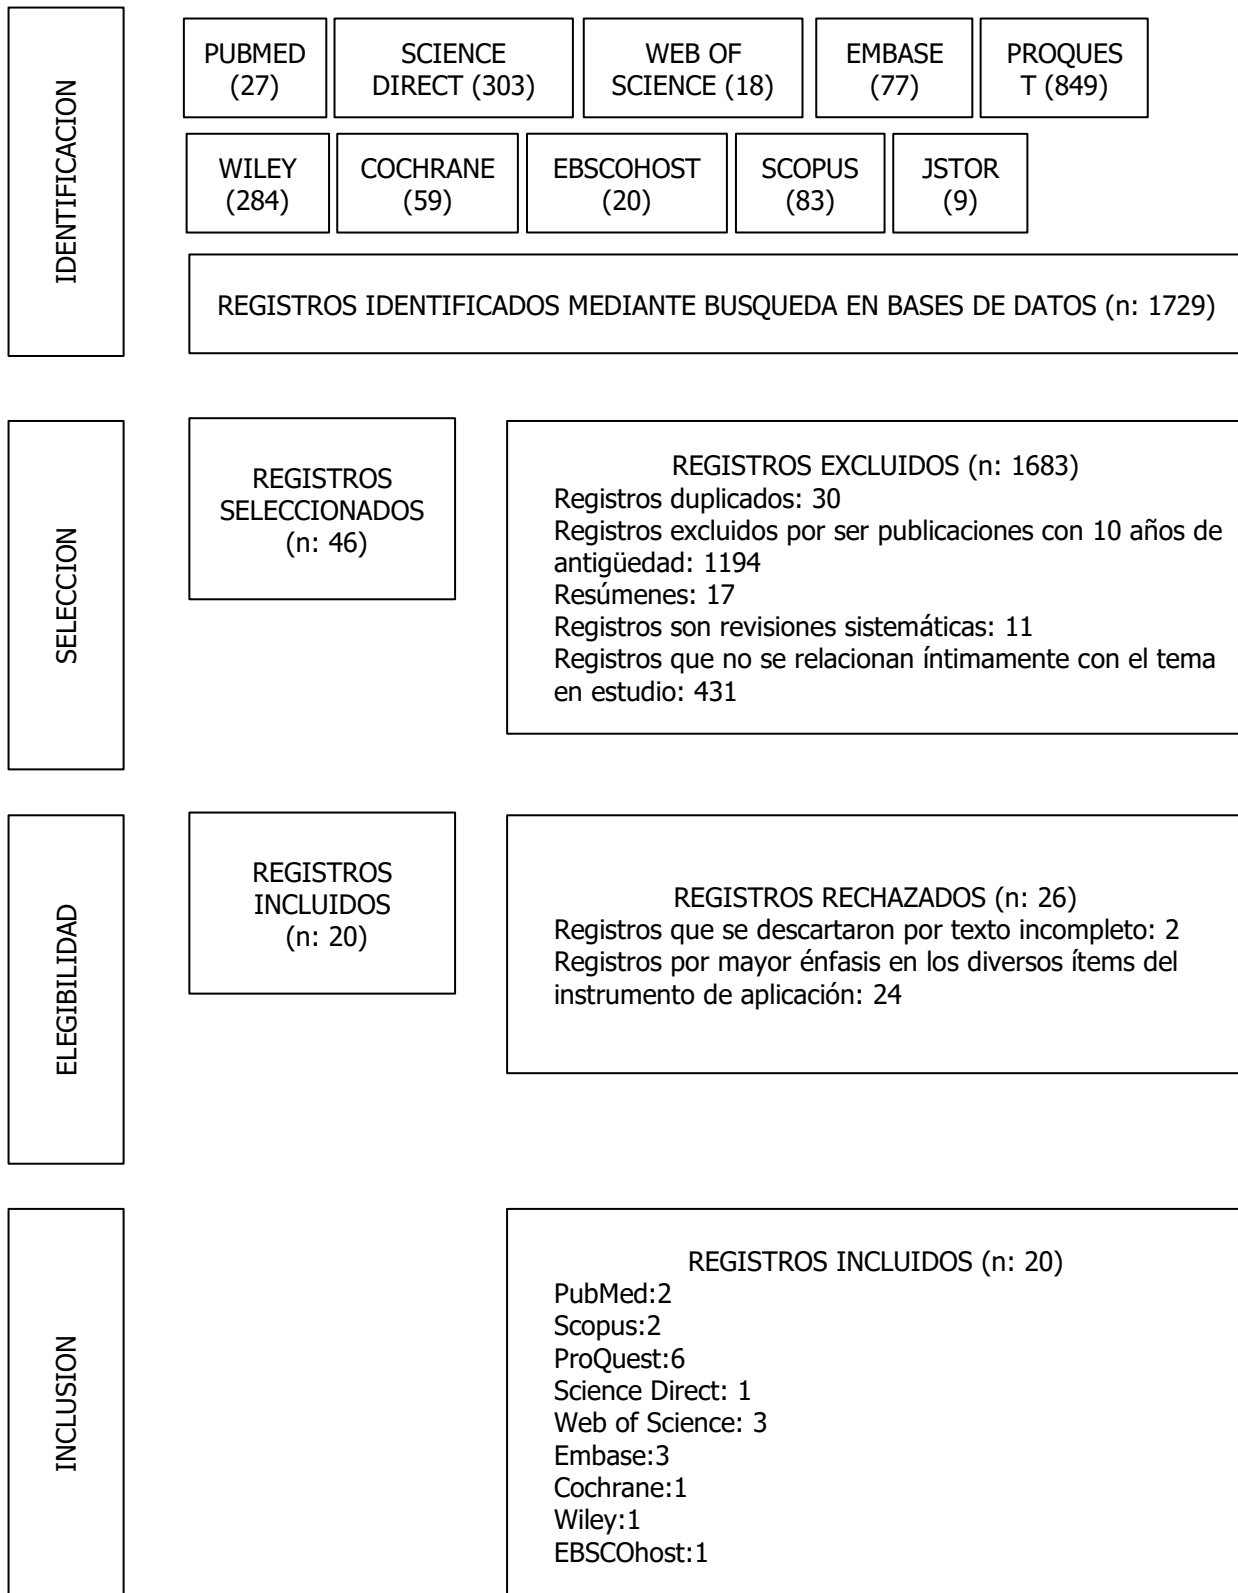 IDENTIFICACION
PUBMED
(27)
SCIENCE
DIRECT (303)
WEB OF
SCIENCE (18)
EMBASE
(77)
PROQUES
T (849)
WILEY
(284)
COCHRANE
(59)
EBSCOHOST
(20)
SCOPUS
(83)
JSTOR
(9)
REGISTROS IDENTIFICADOS MEDIANTE BUSQUEDA EN BASES DE DATOS (n: 1729)
SELECCION
REGISTROS
SELECCIONADOS
(n: 46)
REGISTROS EXCLUIDOS (n: 1683)
Registros duplicados: 30
Registros excluidos por ser publicaciones con 10 años de
antigüedad: 1194
Resúmenes: 17
Registros son revisiones sistemáticas: 11
Registros que no se relacionan íntimamente con el tema
en estudio: 431
ELEGIBILIDAD
REGISTROS
INCLUIDOS
(n: 20)
REGISTROS RECHAZADOS (n: 26)
Registros que se descartaron por texto incompleto: 2
Registros por mayor énfasis en los diversos ítems del
instrumento de aplicación: 24
INCLUSION
REGISTROS INCLUIDOS (n: 20)
PubMed:2
Scopus:2
ProQuest:6
Science Direct: 1
Web of Science: 3
Embase:3
Cochrane:1
Wiley:1
EBSCOhost:1